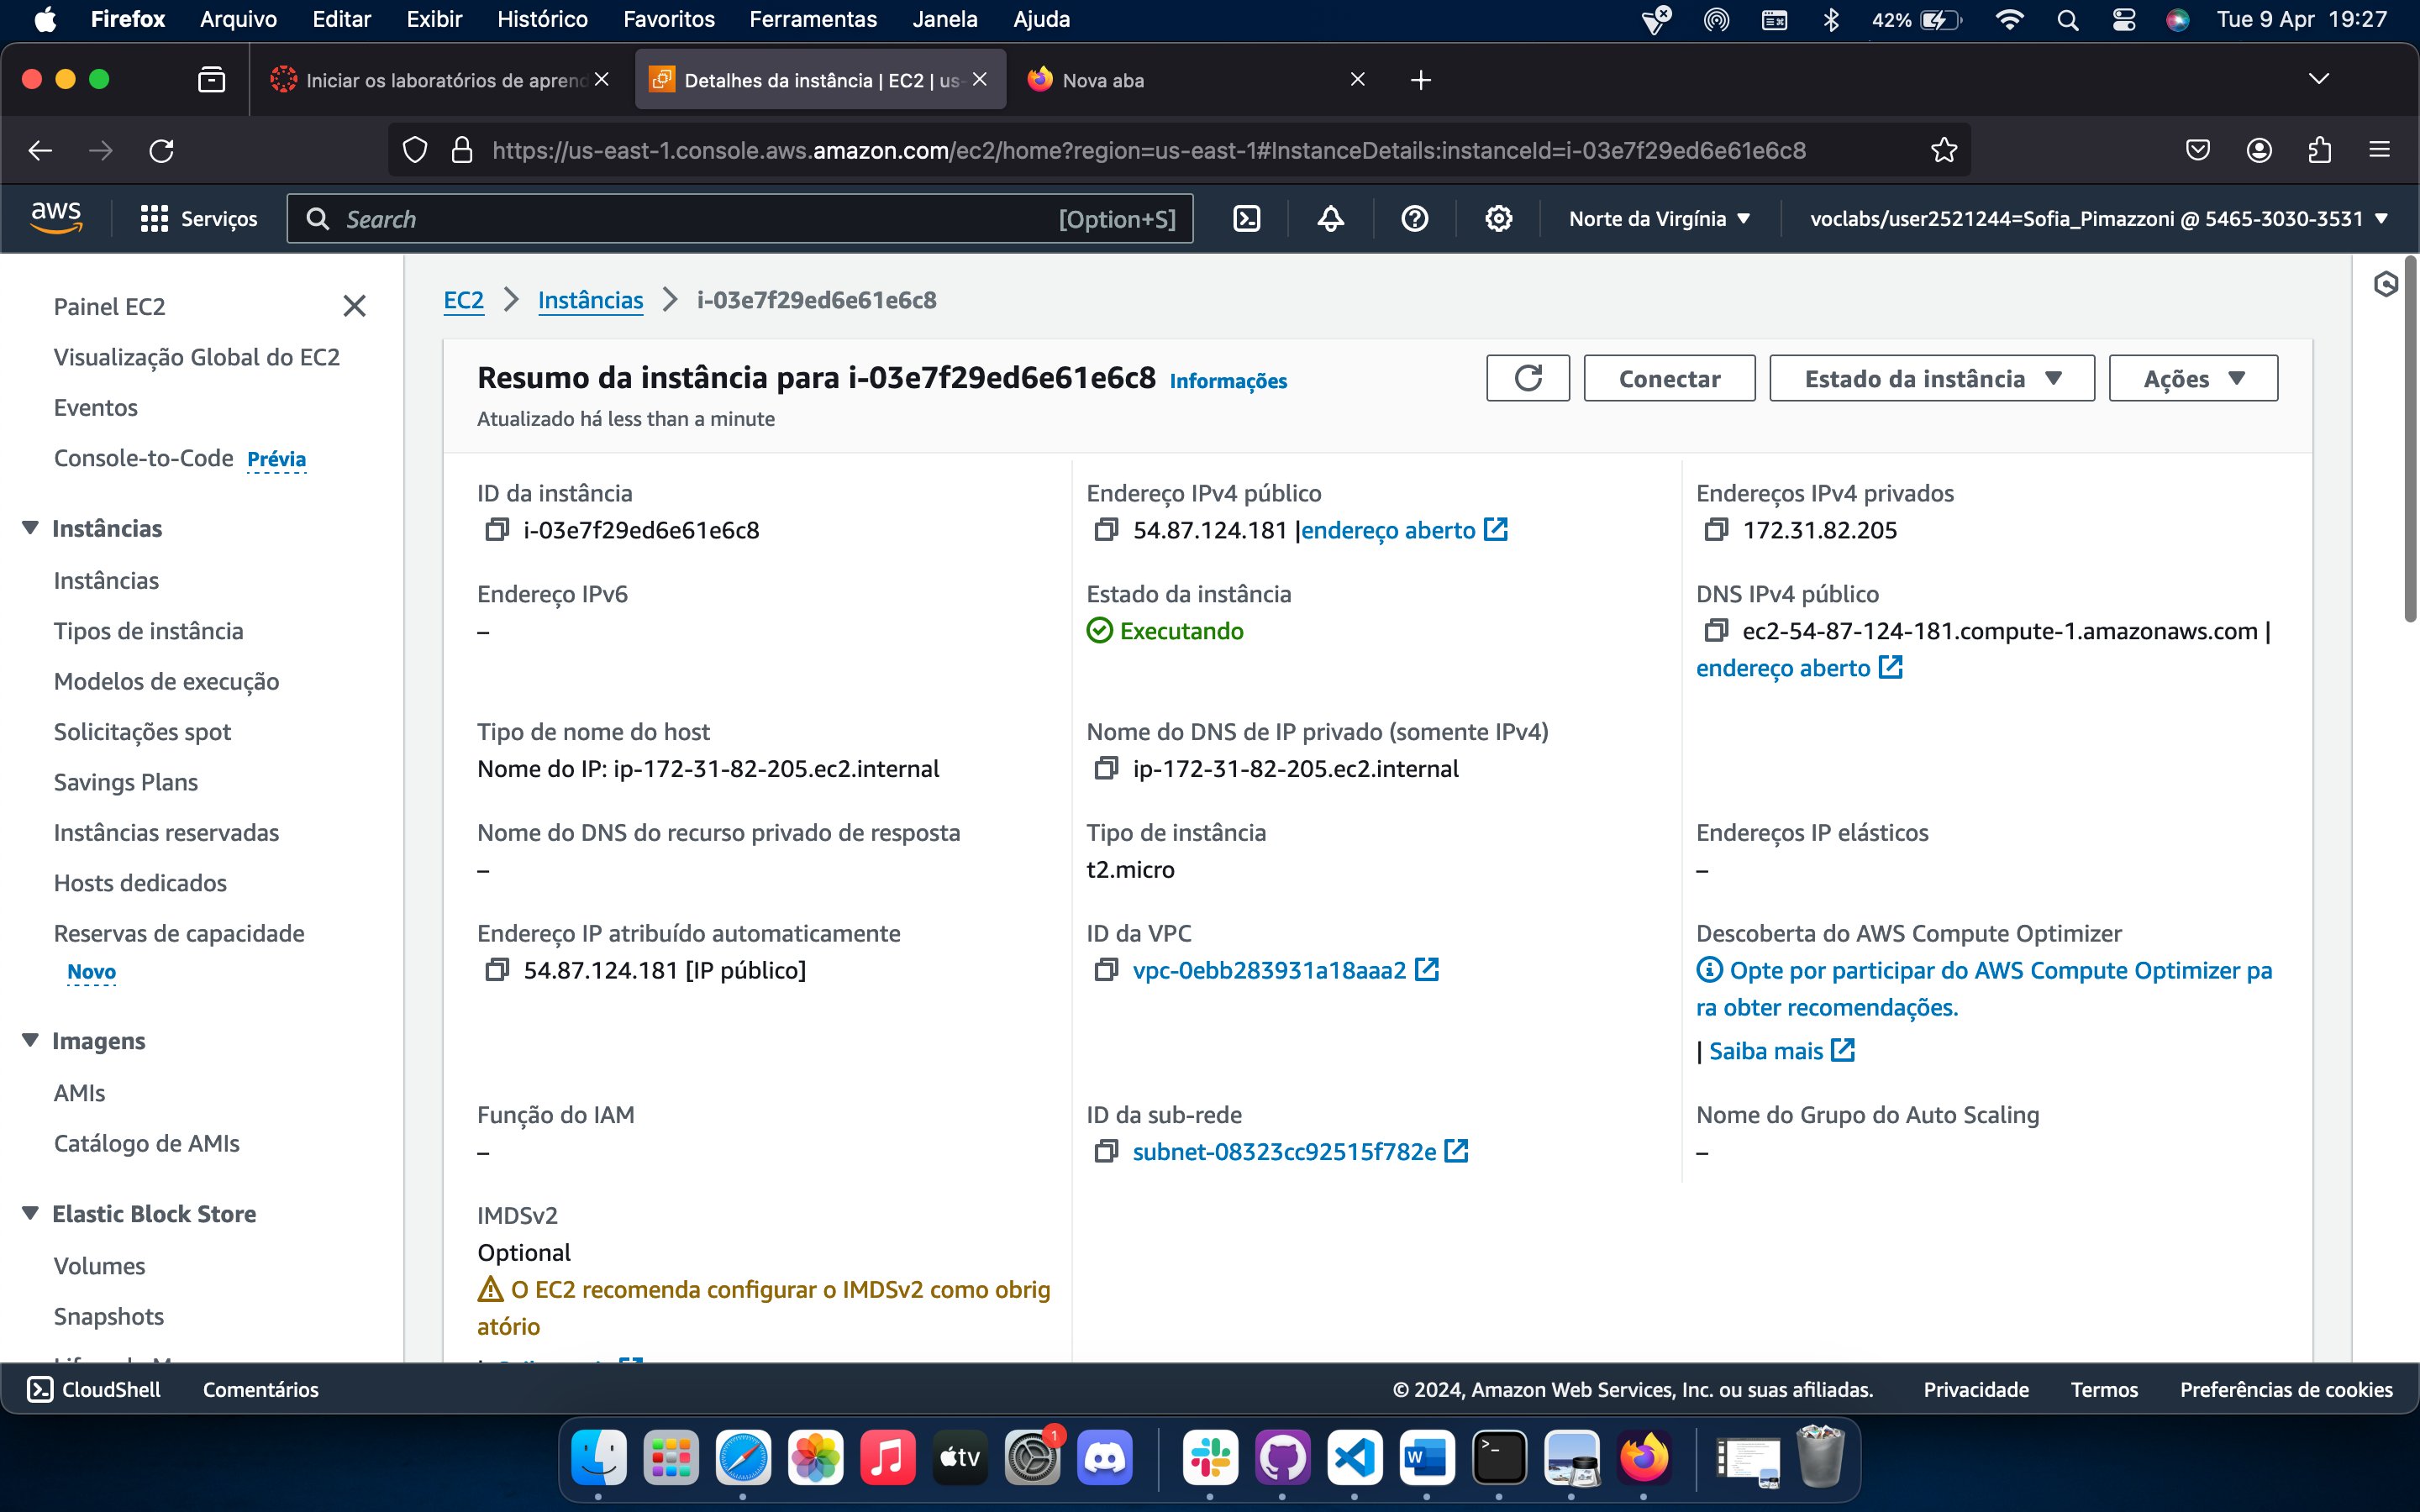 Firefox Arquivo Editar Exibir Histórico Favoritos Ferramentas Janela Ajuda 42% Tue 9 Apr 19:27
Iniciar os laboratórios de aprend
Detalhes da instância | EC2 | us-
Nova aba
https://us-east-1.console.aws.amazon.com/ec2/home?region=us-east-1#InstanceDetails:instanceId=i-03e7f29ed6e61e6c8
aws Serviços Search [Option+S] Norte da Virgínia voclabs/user2521244=Sofia_Pimazzoni @ 5465-3030-3531
Painel EC2
Visualização Global do EC2
Eventos
Console-to-Code Prévia
Instâncias
Instâncias
Tipos de instância
Modelos de execução
Solicitações spot
Savings Plans
Instâncias reservadas
Hosts dedicados
Reservas de capacidade
Novo
Imagens
AMIs
Catálogo de AMIs
Elastic Block Store
Volumes
Snapshots
EC2 > Instâncias > i-03e7f29ed6e61e6c8
Resumo da instância para i-03e7f29ed6e61e6c8 Informações
Atualizado há less than a minute
Conectar
Estado da instância
Ações
ID da instância
i-03e7f29ed6e61e6c8
Endereço IPv4 público
54.87.124.181 |endereço aberto
Endereços IPv4 privados
172.31.82.205
Endereço IPv6
–
Estado da instância
Executando
DNS IPv4 público
ec2-54-87-124-181.compute-1.amazonaws.com |
endereço aberto
Tipo de nome do host
Nome do IP: ip-172-31-82-205.ec2.internal
Nome do DNS de IP privado (somente IPv4)
ip-172-31-82-205.ec2.internal
Nome do DNS do recurso privado de resposta
–
Tipo de instância
t2.micro
Endereços IP elásticos
–
Endereço IP atribuído automaticamente
54.87.124.181 [IP público]
ID da VPC
vpc-0ebb283931a18aaa2
Descoberta do AWS Compute Optimizer
Opte por participar do AWS Compute Optimizer pa
ra obter recomendações.
| Saiba mais
Função do IAM
–
ID da sub-rede
subnet-08323cc92515f782e
Nome do Grupo do Auto Scaling
–
IMDSv2
Optional
O EC2 recomenda configurar o IMDSv2 como obrig
atório
CloudShell Comentários © 2024, Amazon Web Services, Inc. ou suas afiliadas. Privacidade Termos Preferências de cookies
tv
1
W